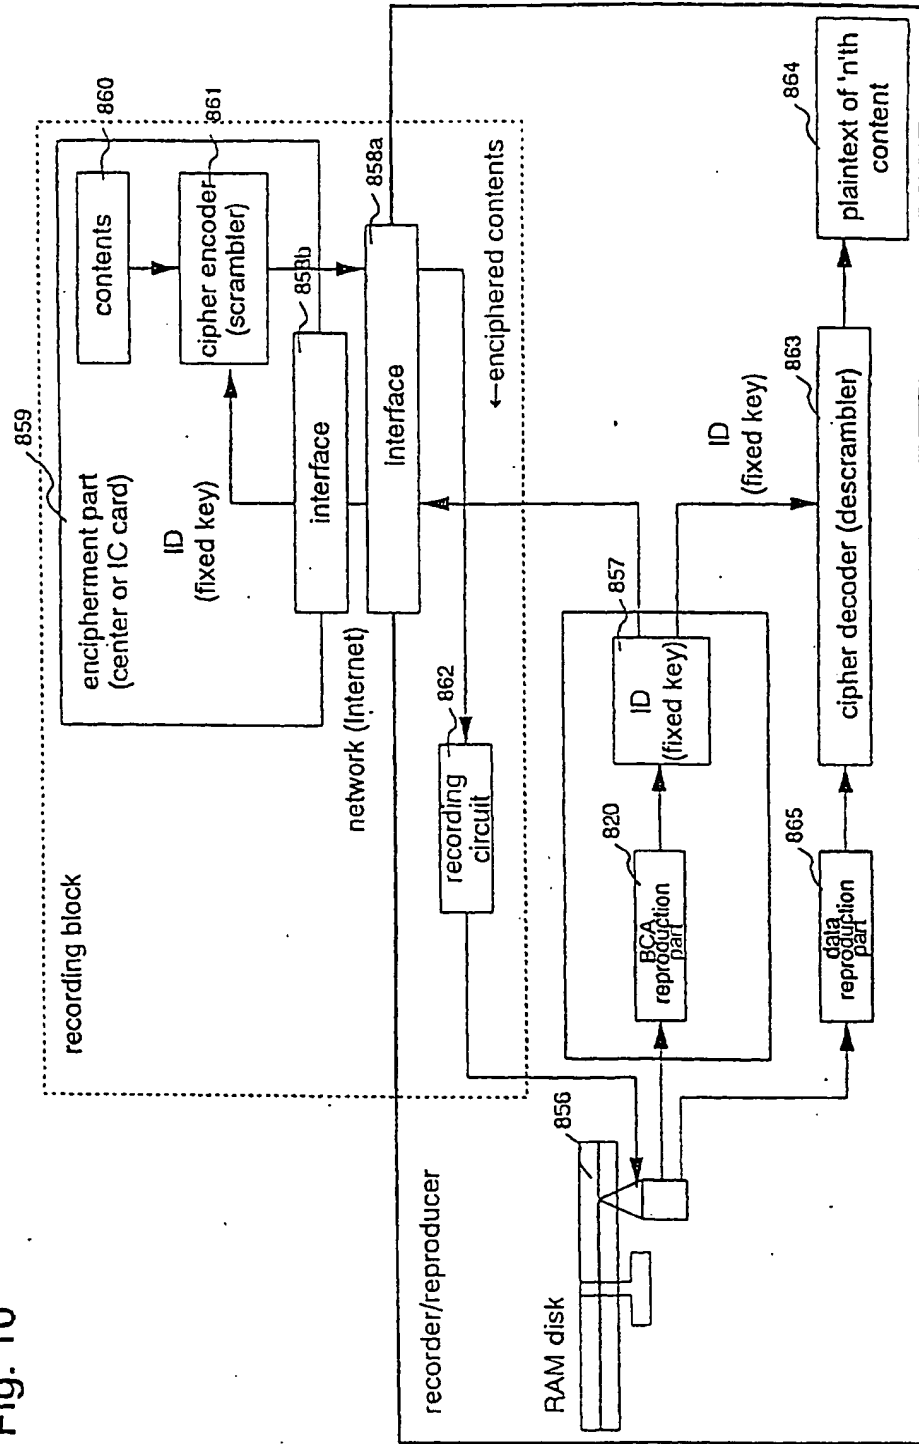 Fig. 16
recording block
859
encipherment part
(center or IC card)
860
contents
861
cipher encoder
(scrambler)
ID
(fixed key)
858b
interface
network (Internet)
858a
Interface
862
recording
circuit
←enciphered contents
recorder/reproducer
RAM disk
856
820
BCA
reproduction
part
857
ID
(fixed key)
ID
(fixed key)
865
data
reproduction
part
863
cipher decoder (descrambler)
864
plaintext of 'n'th
content